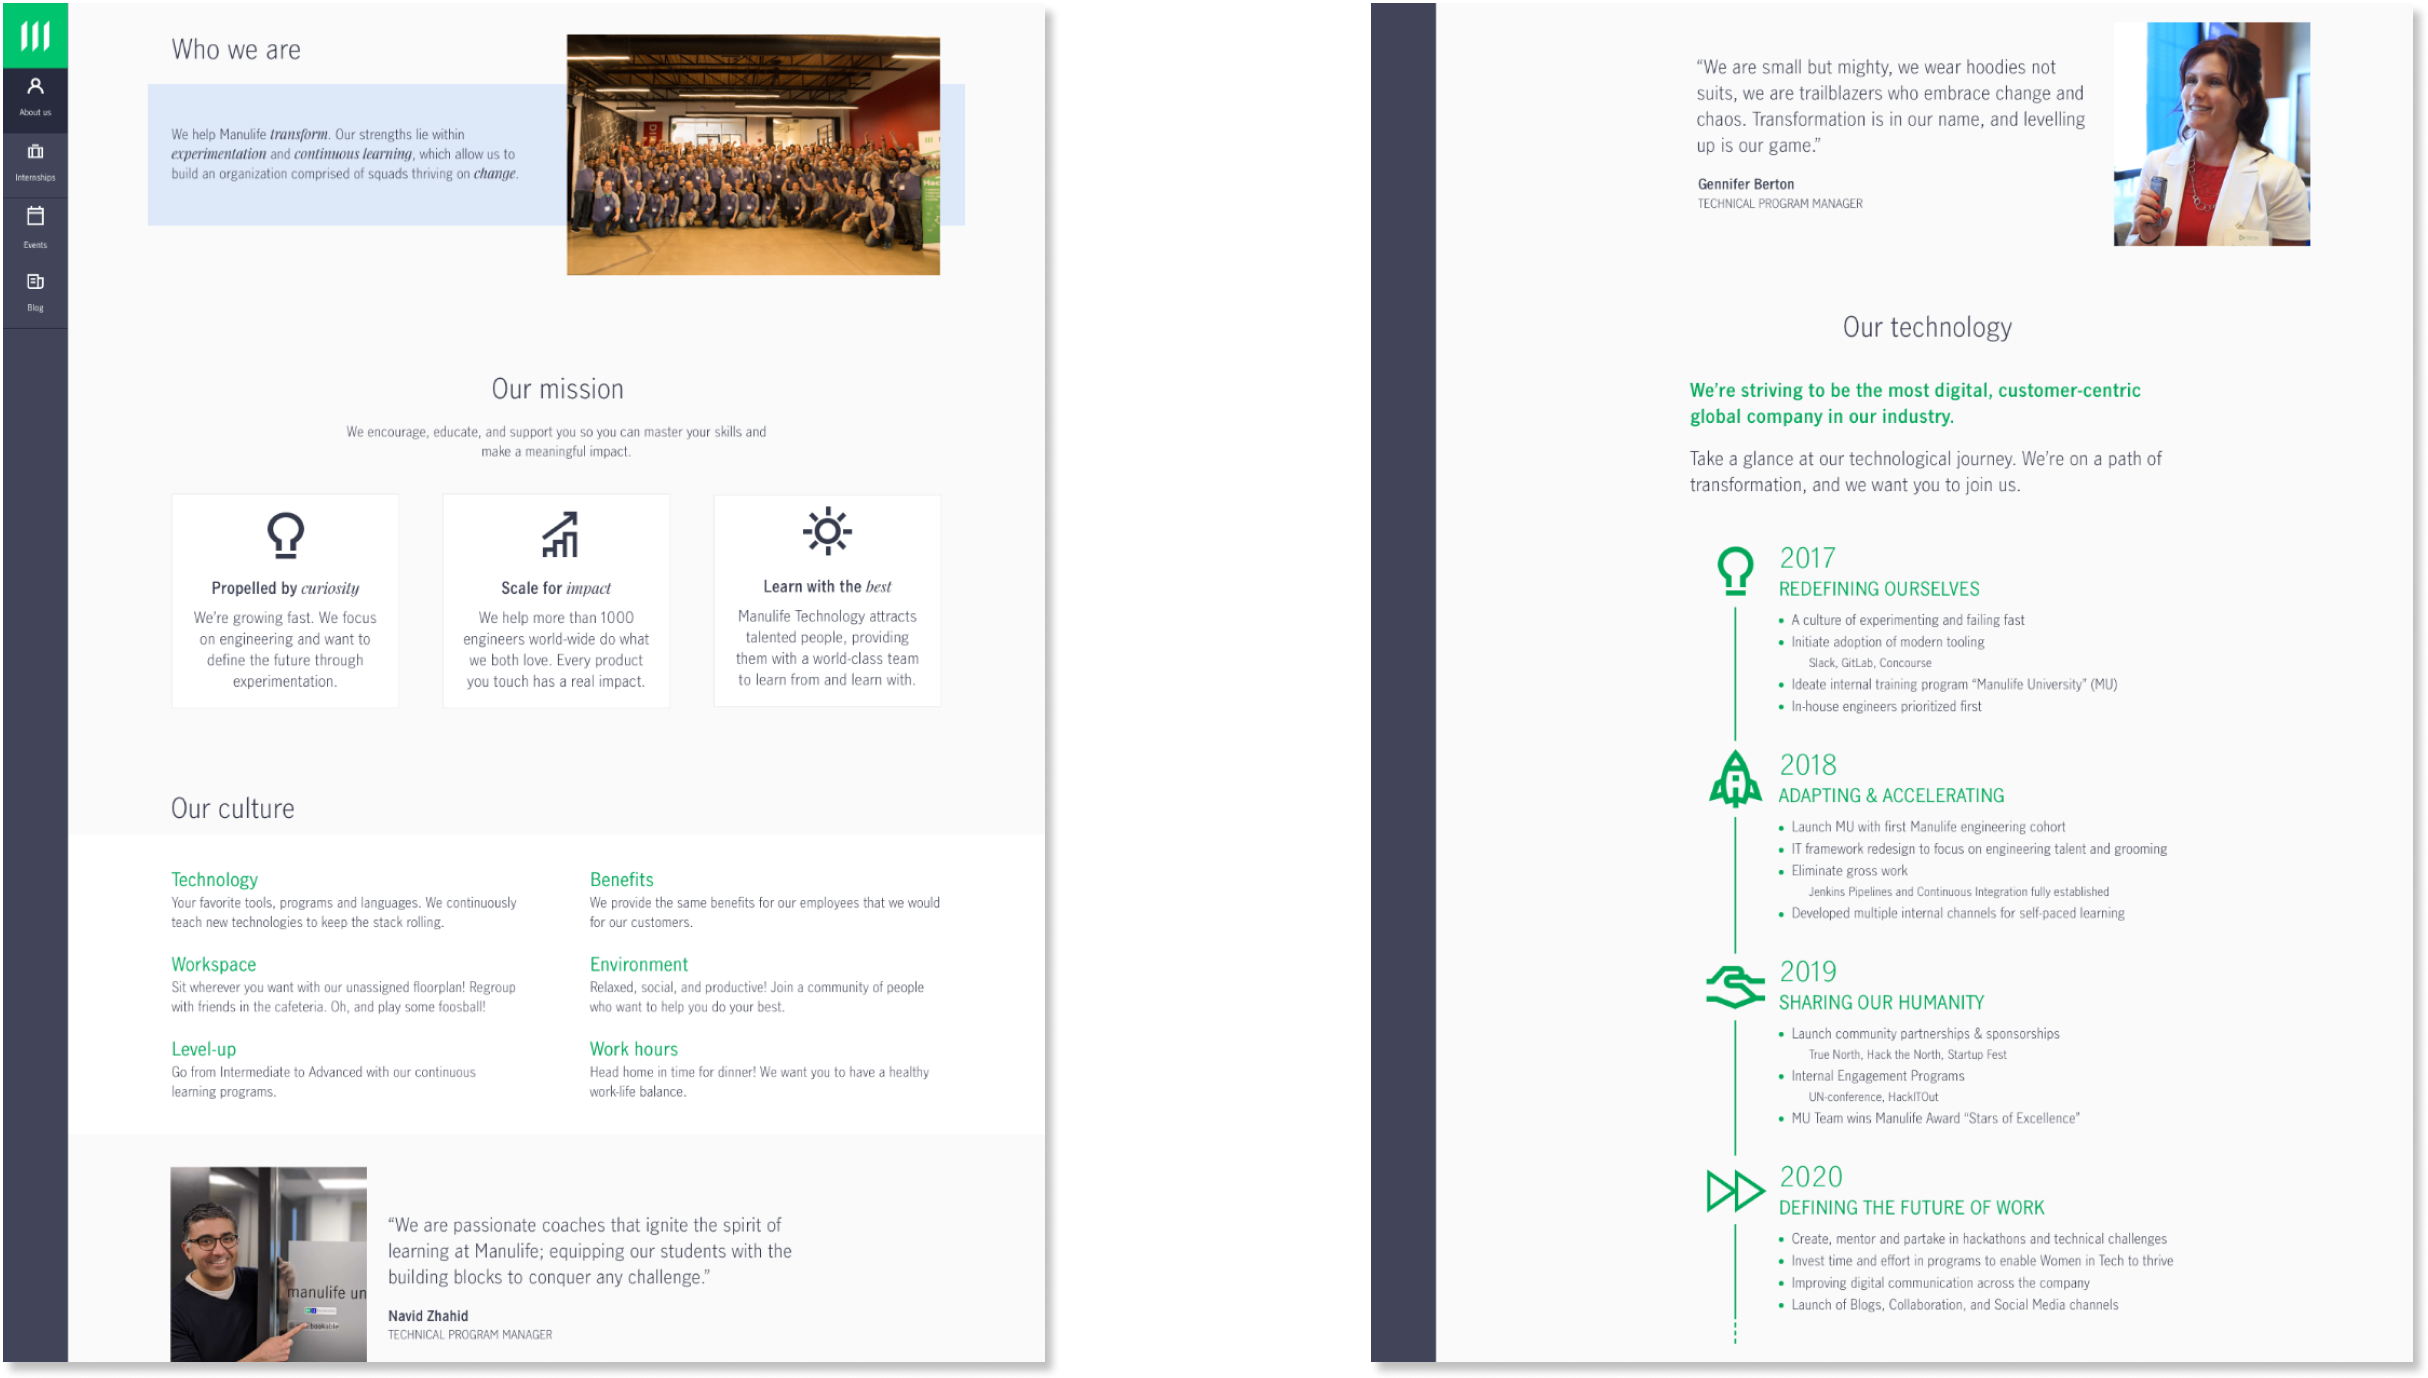 About us
Internships
Events
Blog
Who we are
We help Manulife transform. Our strengths lie within
experimentation and continuous learning, which allow us to
build an organization comprised of squads thriving on change.
Our mission
We encourage, educate, and support you so you can master your skills and
make a meaningful impact.
Propelled by curiosity
We're growing fast. We focus
on engineering and want to
define the future through
experimentation.
Scale for impact
We help more than 1000
engineers world-wide do what
we both love. Every product
you touch has a real impact.
Learn with the best
Manulife Technology attracts
talented people, providing
them with a world-class team
to learn from and learn with.
Our culture
Technology
Your favorite tools, programs and languages. We continuously
teach new technologies to keep the stack rolling.
Benefits
We provide the same benefits for our employees that we would
for our customers.
Workspace
Sit wherever you want with our unassigned floorplan! Regroup
with friends in the cafeteria. Oh, and play some foosball!
Environment
Relaxed, social, and productive! Join a community of people
who want to help you do your best.
Level-up
Go from Intermediate to Advanced with our continuous
learning programs.
Work hours
Head home in time for dinner! We want you to have a healthy
work-life balance.
manulife un
bookable
“We are passionate coaches that ignite the spirit of
learning at Manulife; equipping our students with the
building blocks to conquer any challenge.”
Navid Zhahid
TECHNICAL PROGRAM MANAGER
“We are small but mighty, we wear hoodies not
suits, we are trailblazers who embrace change and
chaos. Transformation is in our name, and levelling
up is our game.”
Gennifer Berton
TECHNICAL PROGRAM MANAGER
Our technology
We're striving to be the most digital, customer-centric
global company in our industry.
Take a glance at our technological journey. We're on a path of
transformation, and we want you to join us.
2017
REDEFINING OURSELVES
• A culture of experimenting and failing fast
• Initiate adoption of modern tooling
Slack, GitLab, Concourse
• Ideate internal training program “Manulife University” (MU)
• In-house engineers prioritized first
2018
ADAPTING & ACCELERATING
• Launch MU with first Manulife engineering cohort
• IT framework redesign to focus on engineering talent and grooming
• Eliminate gross work
Jenkins Pipelines and Continuous Integration fully established
• Developed multiple internal channels for self-paced learning
2019
SHARING OUR HUMANITY
• Launch community partnerships & sponsorships
True North, Hack the North, Startup Fest
• Internal Engagement Programs
UN-conference, HackITOut
• MU Team wins Manulife Award “Stars of Excellence”
2020
DEFINING THE FUTURE OF WORK
• Create, mentor and partake in hackathons and technical challenges
• Invest time and effort in programs to enable Women in Tech to thrive
• Improving digital communication across the company
• Launch of Blogs, Collaboration, and Social Media channels